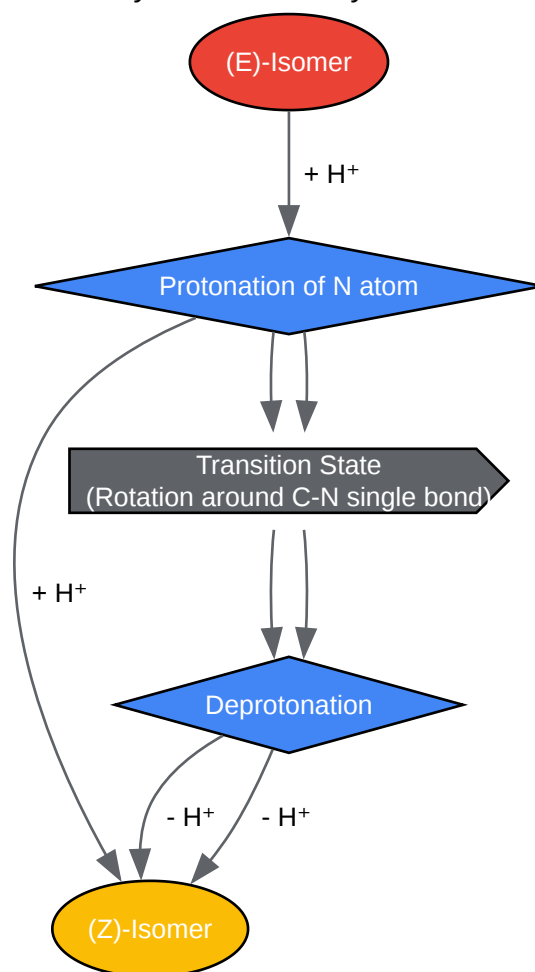 (E)-Isomer
+ H⁺
Protonation of N atom
Transition State
(Rotation around C-N single bond)
+ H⁺
Deprotonation
- H⁺
- H⁺
(Z)-Isomer